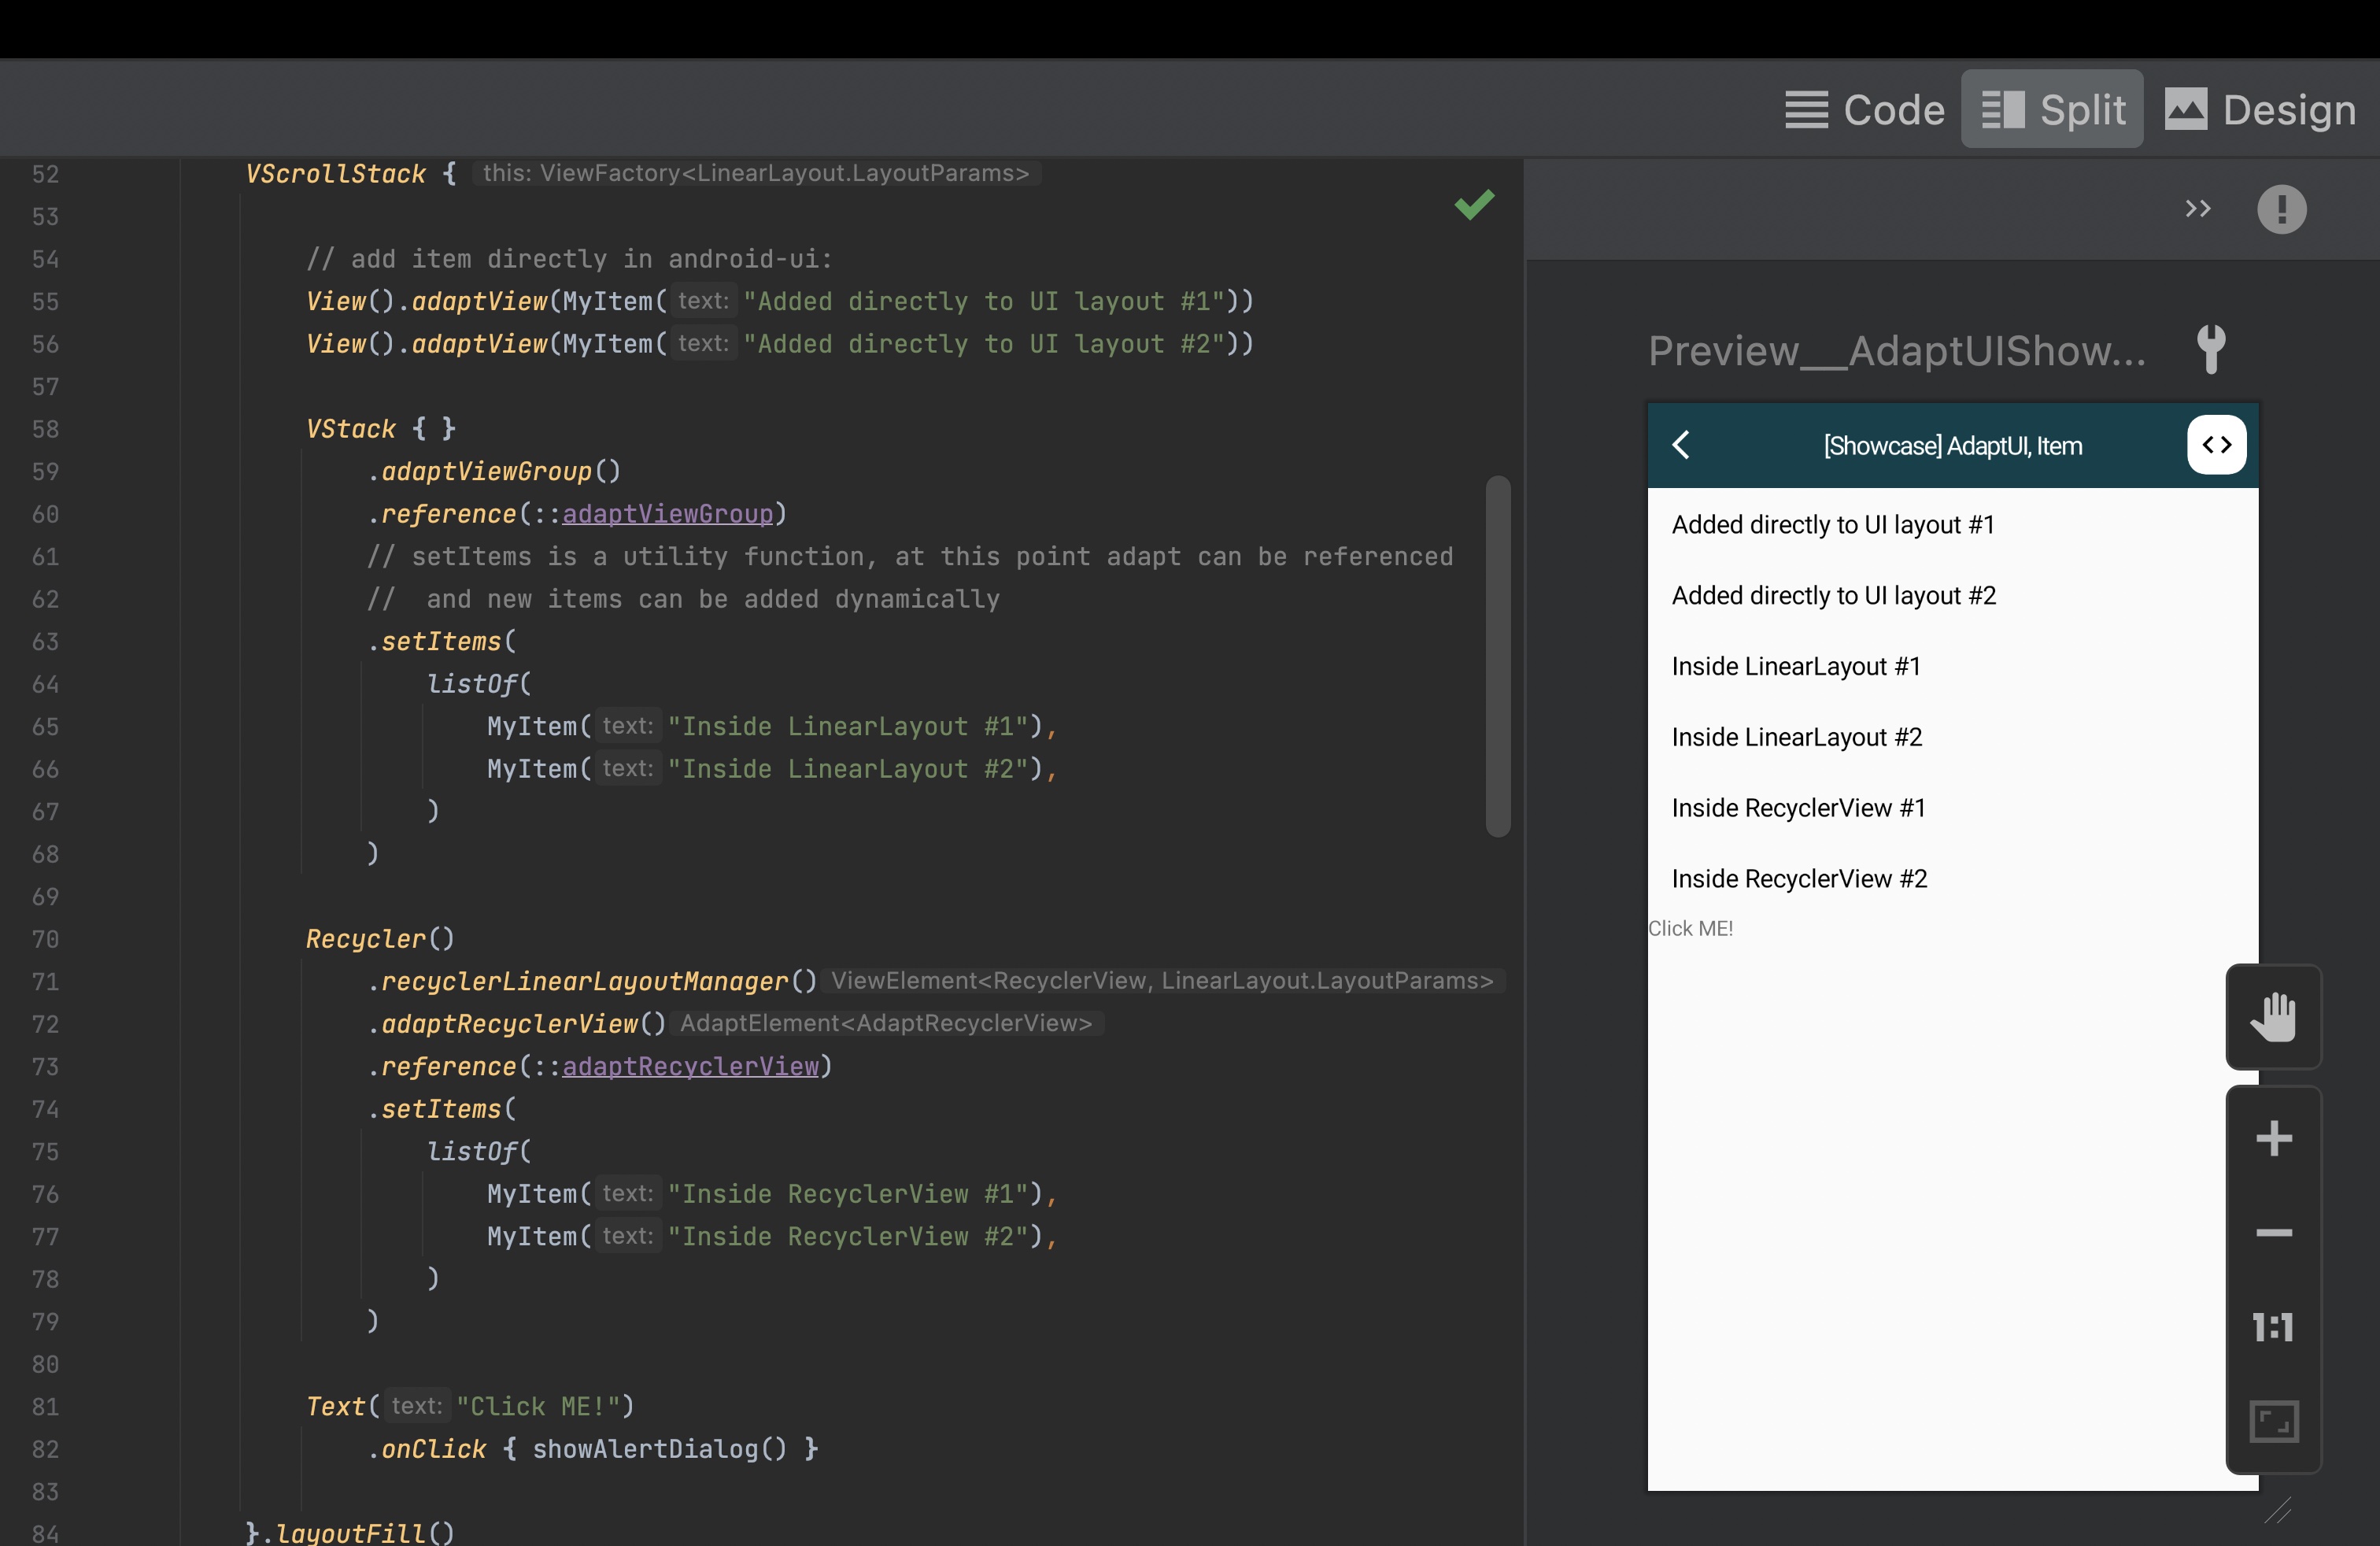 Code Split Design
52 VScrollStack { this: ViewFactory<LinearLayout.LayoutParams>
53
54 // add item directly in android-ui:
55 View().adaptView(MyItem( text: "Added directly to UI layout #1"))
56 View().adaptView(MyItem( text: "Added directly to UI layout #2"))
57
58 VStack { }
59 .adaptViewGroup()
60 .reference(::adaptViewGroup)
61 // setItems is a utility function, at this point adapt can be referenced
62 //  and new items can be added dynamically
63 .setItems(
64 listOf(
65 MyItem( text: "Inside LinearLayout #1"),
66 MyItem( text: "Inside LinearLayout #2"),
67 )
68 )
69
70 Recycler()
71 .recyclerLinearLayoutManager() ViewElement<RecyclerView, LinearLayout.LayoutParams>
72 .adaptRecyclerView() AdaptElement<AdaptRecyclerView>
73 .reference(::adaptRecyclerView)
74 .setItems(
75 listOf(
76 MyItem( text: "Inside RecyclerView #1"),
77 MyItem( text: "Inside RecyclerView #2"),
78 )
79 )
80
81 Text( text: "Click ME!")
82 .onClick { showAlertDialog() }
83
84 }.layoutFill()
Preview__AdaptUIShow...
[Showcase] AdaptUI, Item
Added directly to UI layout #1
Added directly to UI layout #2
Inside LinearLayout #1
Inside LinearLayout #2
Inside RecyclerView #1
Inside RecyclerView #2
Click ME!
1:1